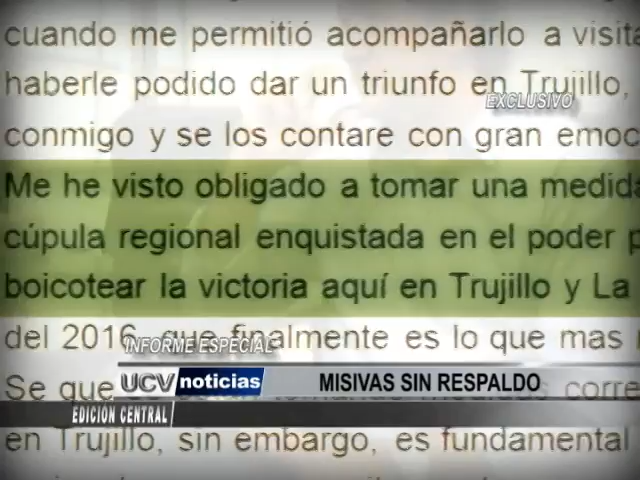 cuando me permitió acompañarlo a visita
haberle podido dar un triunfo en Trujillo,
EXCLUSIVO
conmigo y se los contare con gran emoc
Me he visto obligado a tomar una medida
cúpula regional enquistada en el poder p
boicotear la victoria aquí en Trujillo y La
del 2016, que finalmente es lo que mas
INFORME ESPECIAL
Se que
UCV noticias MISIVAS SIN RESPALDO
EDICIÓN CENTRAL
en Trujillo, sin embargo, es fundamental